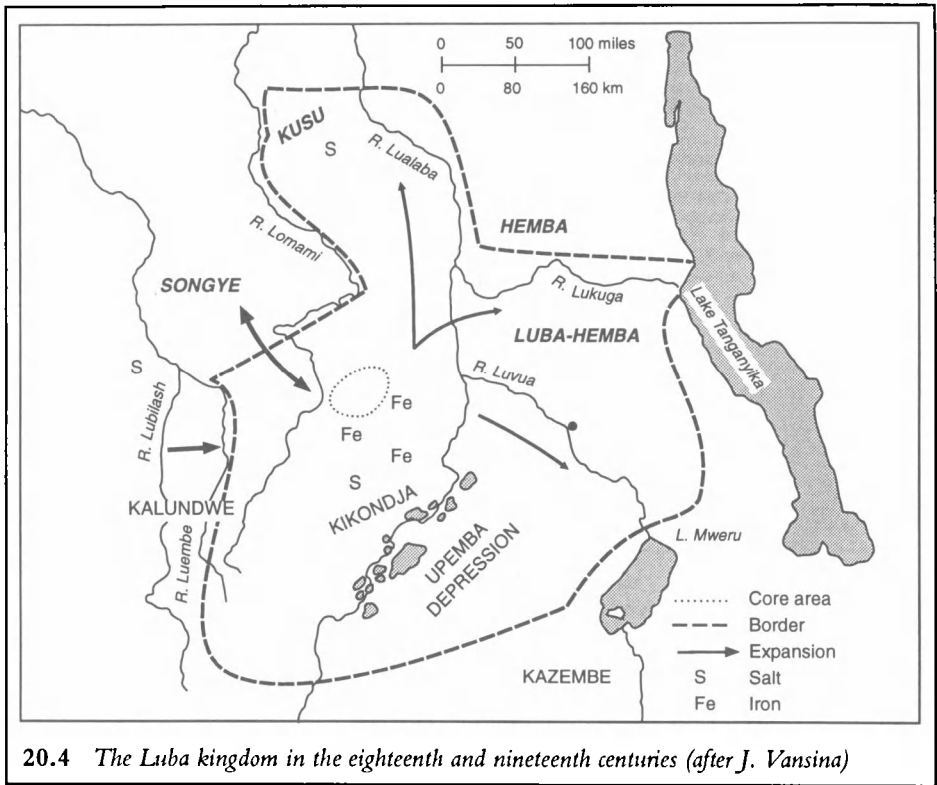 0 50 100 miles
0 80 160 km
KUSU
S
R. Lualaba
R. Lomami
HEMBA
SONGYE
R. Lukuga
Lake Tanganyika
LUBA-HEMBA
S
R. Luvua
R. Lubilash
Fe
Fe
Fe
S
KIKONDJA
KALUNDWE
UPEMBA
DEPRESSION
R. Luembe
L. Mweru
KAZEMBE
Core area
Border
Expansion
S Salt
Fe Iron
20.4 The Luba kingdom in the eighteenth and nineteenth centuries (after J. Vansina)